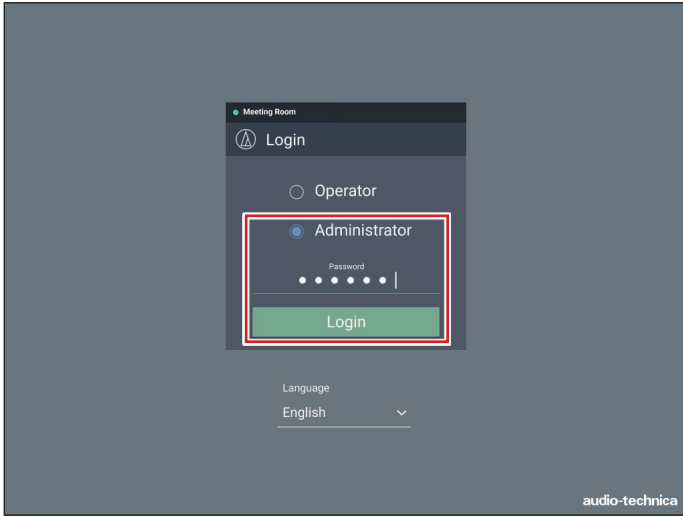 Meeting Room
Login
Operator
Administrator
Password
Login
Language
English
audio-technica